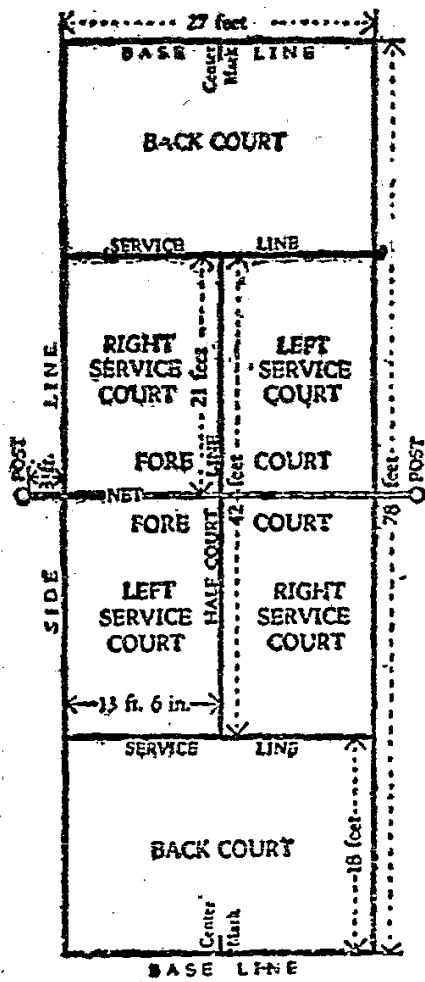 27 feet
BASE LINE
Center
Mark
BACK COURT
SERVICE LINE
RIGHT
SERVICE
COURT
LEFT
SERVICE
COURT
21 feet
SIDE LINE
FORE COURT
POST
3 ft.
NET
POST
FORE COURT
HALF COURT LINE
42 feet
78 feet
LEFT
SERVICE
COURT
RIGHT
SERVICE
COURT
13 ft. 6 in.
SERVICE LINE
BACK COURT
18 feet
Center
Mark
BASE LINE